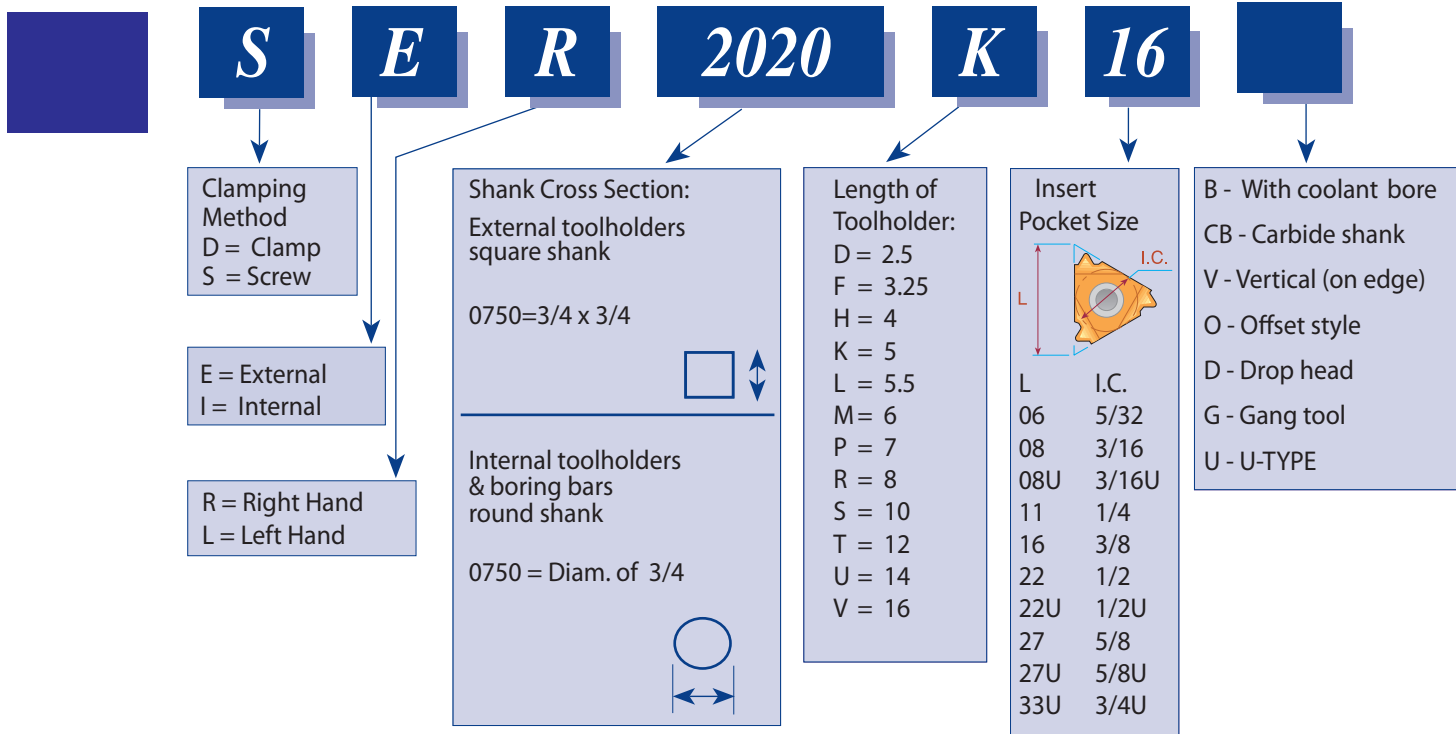 S E R 2020 K 16
Clamping
Method
D = Clamp
S = Screw
E = External
I = Internal
R = Right Hand
L = Left Hand
Shank Cross Section:
External toolholders
square shank
0750=3/4 x 3/4
Internal toolholders
& boring bars
round shank
0750 = Diam. of 3/4
Length of
Toolholder:
D = 2.5
F = 3.25
H = 4
K = 5
L = 5.5
M = 6
P = 7
R = 8
S = 10
T = 12
U = 14
V = 16
Insert
Pocket Size
I.C.
L
L I.C.
06 5/32
08 3/16
08U 3/16U
11 1/4
16 3/8
22 1/2
22U 1/2U
27 5/8
27U 5/8U
33U 3/4U
B - With coolant bore
CB - Carbide shank
V - Vertical (on edge)
O - Offset style
D - Drop head
G - Gang tool
U - U-TYPE